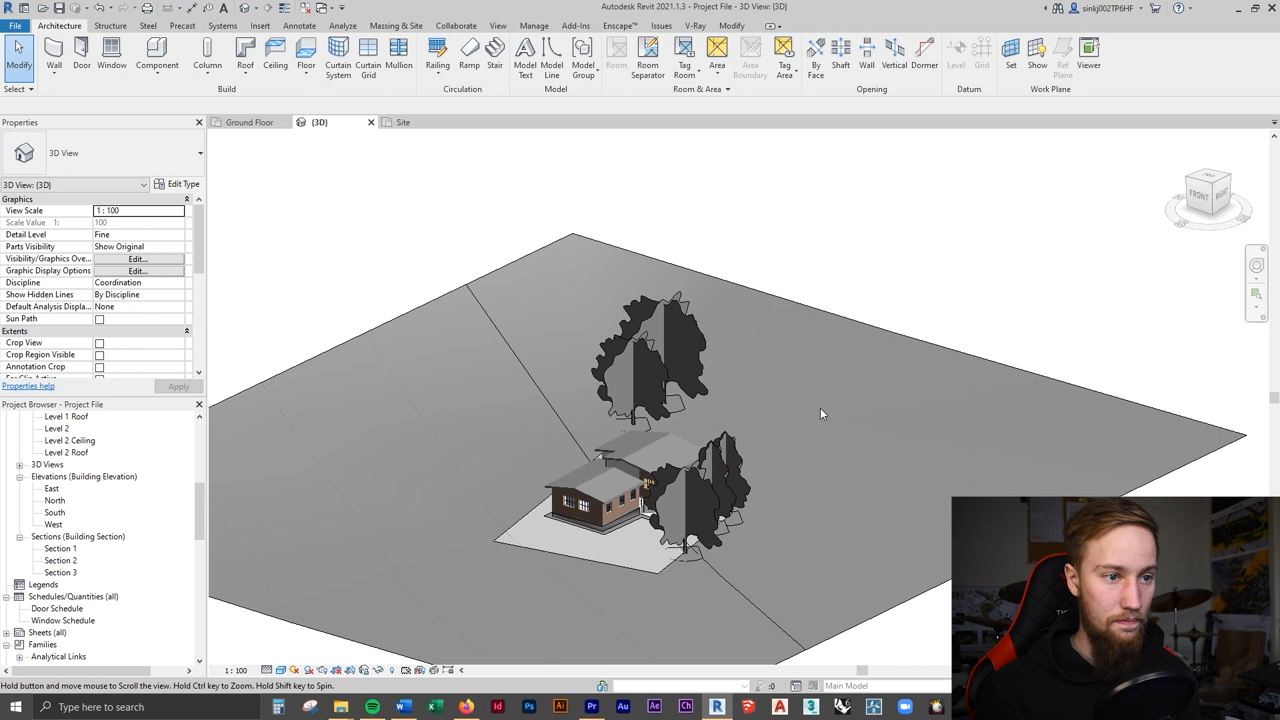 Autodesk Revit 2021.1.3 - Project File - 3D View: {3D}
sinkj002TP6HF
File Architecture Structure Steel Precast Systems Insert Annotate Analyze Massing & Site Collaborate View Manage Add-Ins Enscape™ Issues V-Ray Modify
Modify Wall Door Window Component Column Roof Ceiling Floor Curtain System Curtain Grid Mullion Railing Ramp Stair Model Text Model Line Model Group Room Room Separator Tag Room Area Area Boundary Tag Area By Face Shaft Wall Vertical Dormer Level Grid Set Show Ref Plane Viewer
Select Build Circulation Model Room & Area Opening Datum Work Plane
Properties
Ground Floor {3D} Site
3D View
3D View: {3D} Edit Type
Graphics
View Scale 1 : 100
Scale Value 1: 100
Detail Level Fine
Parts Visibility Show Original
Visibility/Graphics Ove... Edit...
Graphic Display Options Edit...
Discipline Coordination
Show Hidden Lines By Discipline
Default Analysis Displa... None
Sun Path
Extents
Crop View
Crop Region Visible
Annotation Crop
Properties help Apply
Project Browser - Project File
Level 1 Roof
Level 2
Level 2 Ceiling
Level 2 Roof
3D Views
Elevations (Building Elevation)
East
North
South
West
Sections (Building Section)
Section 1
Section 2
Section 3
Legends
Schedules/Quantities (all)
Door Schedule
Window Schedule
Sheets (all)
Families
Analytical Links
FRONT
RIGHT
1 : 100
Hold button and move mouse to Scroll the view. Hold Ctrl key to Zoom. Hold Shift key to Spin.
:0
Main Model
Type here to search